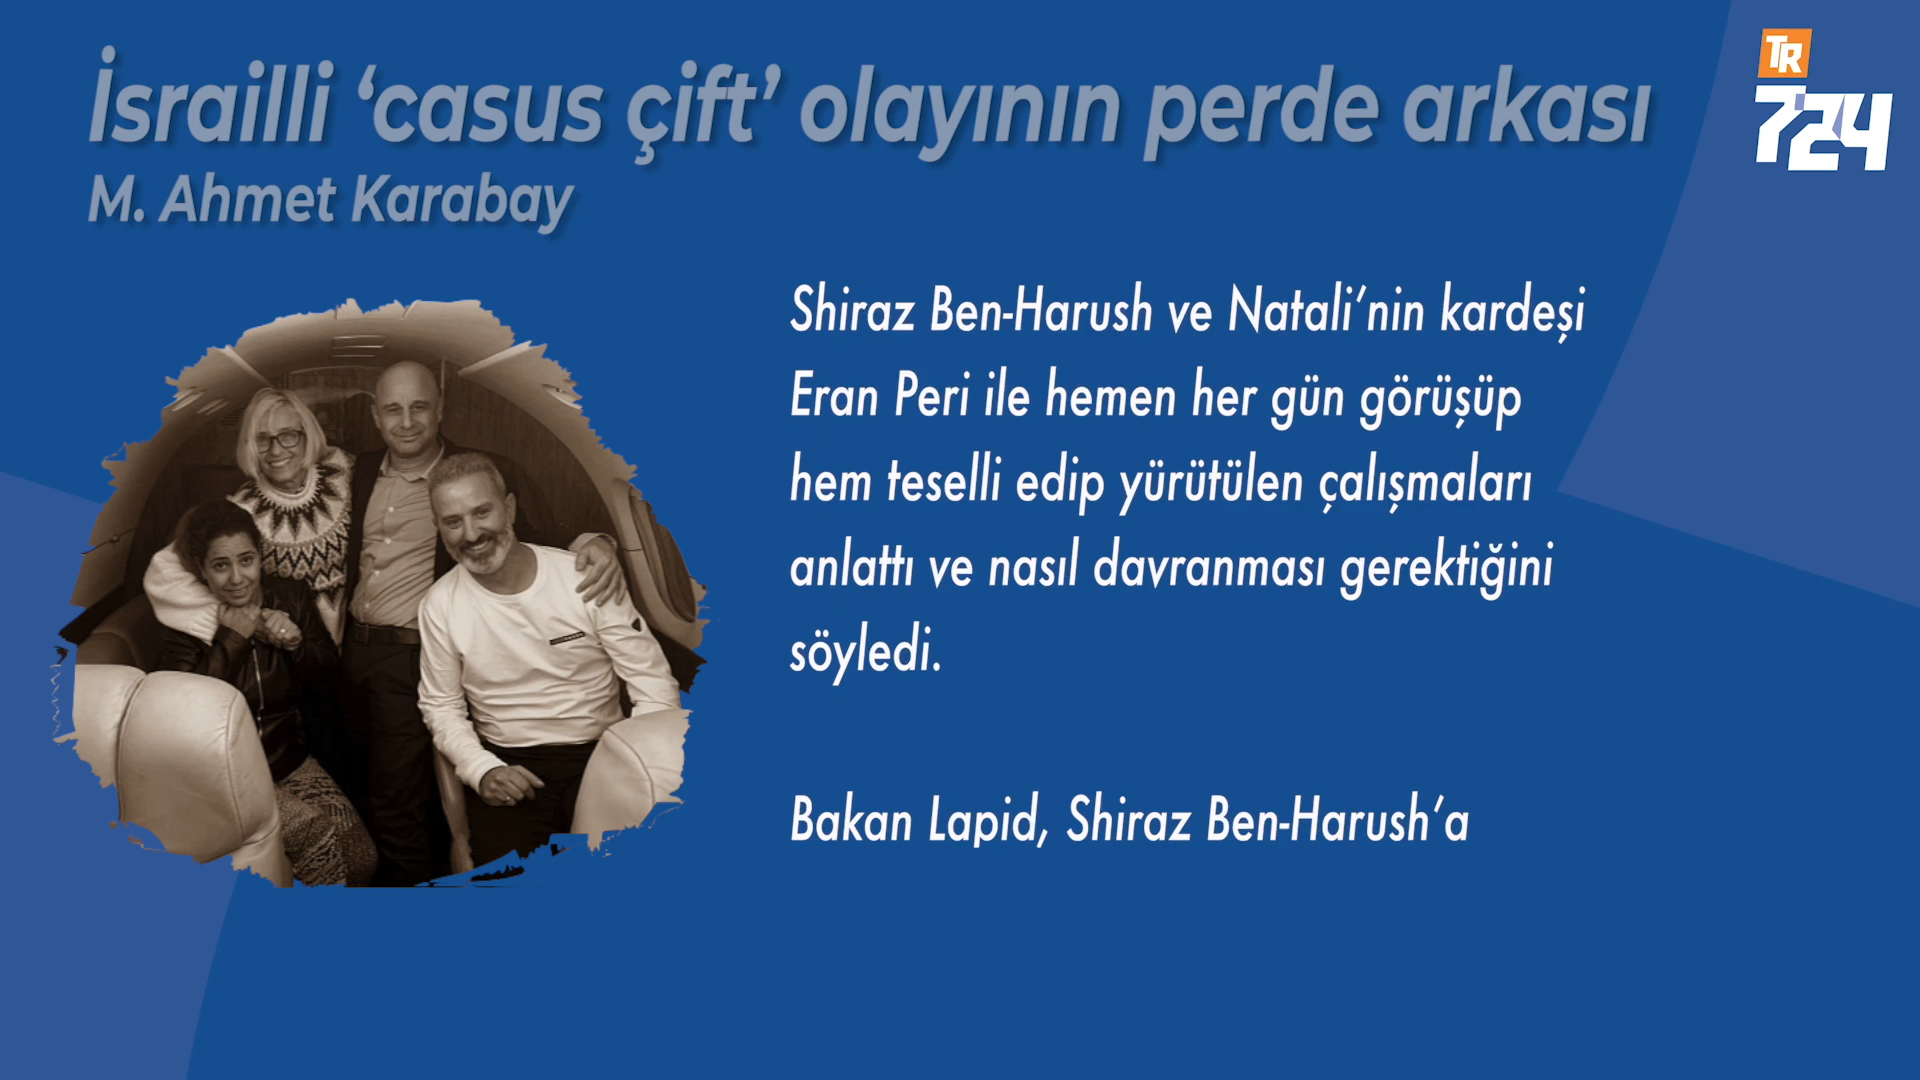 İsrailli ‘casus çift’ olayının perde arkası
M. Ahmet Karabay
TR
724
Shiraz Ben-Harush ve Natali’nin kardeşi
Eran Peri ile hemen her gün görüşüp
hem teselli edip yürütülen çalışmaları
anlattı ve nasıl davranması gerektiğini
söyledi.
Bakan Lapid, Shiraz Ben-Harush’a